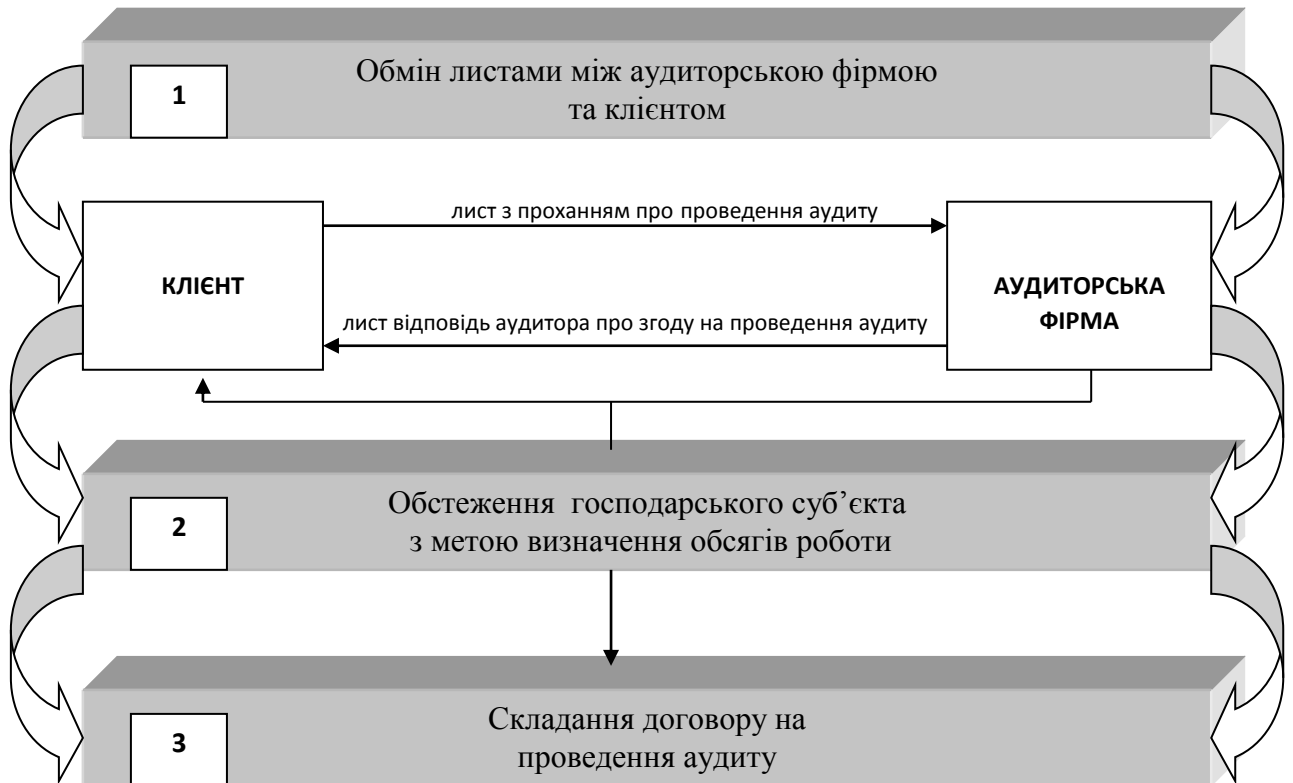 Обмін листами між аудиторською фірмою
та клієнтом
1
лист з проханням про проведення аудиту
КЛІЄНТ
АУДИТОРСЬКА
ФІРМА
лист відповідь аудитора про згоду на проведення аудиту
Обстеження господарського суб’єкта
з метою визначення обсягів роботи
2
Складання договору на
проведення аудиту
3